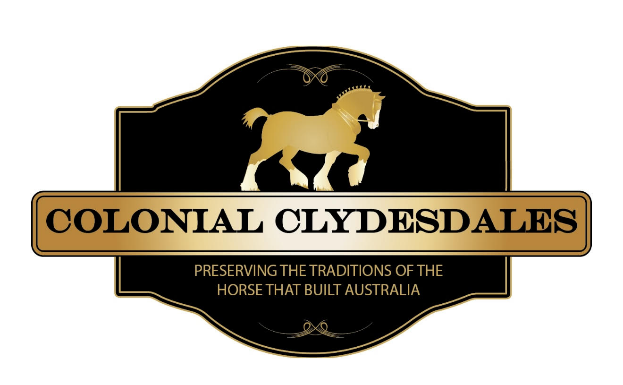 COLONIAL CLYDESDALES
PRESERVING THE TRADITIONS OF THE
HORSE THAT BUILT AUSTRALIA